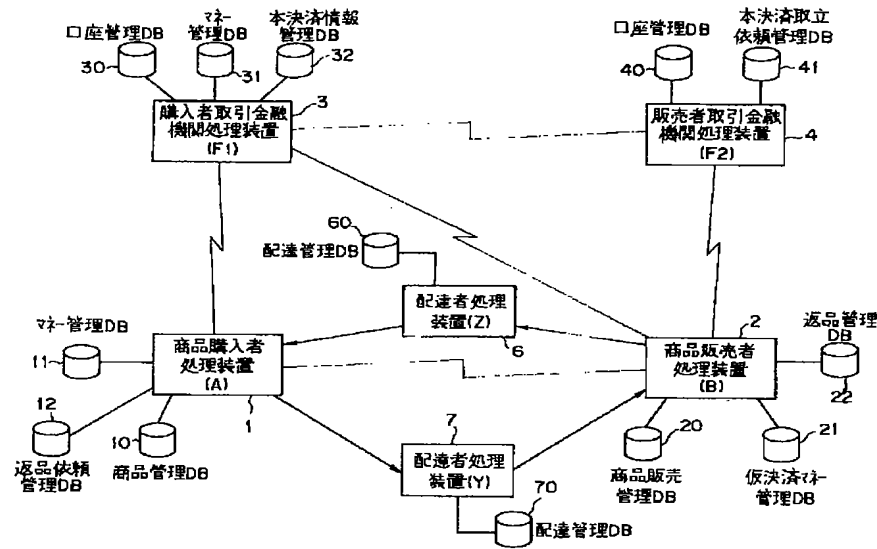 口座管理DB
30
マネー
管理DB
31
本決済情報
管理DB
32
口座管理DB
40
本決済取立
依頼管理DB
41
購入者取引金融
機関処理装置
(F1)
3
販売者取引金融
機関処理装置
(F2)
4
60
配達管理DB
配達者処理
装置(Z)
6
マネー管理DB
11
商品購入者
処理装置
(A)
1
商品販売者
処理装置
(B)
2
返品管理
DB
22
12
返品依頼
管理DB
10
商品管理DB
7
配達者処理
装置(Y)
70
配達管理DB
20
商品販売
管理DB
21
仮決済マネー
管理DB